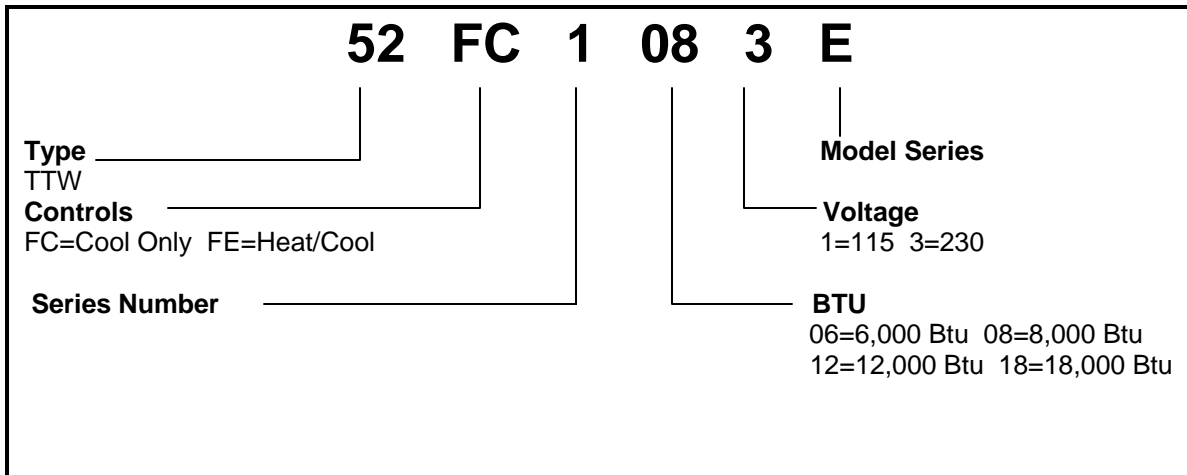 52 FC 1 08 3 E
Type
TTW
Controls
FC=Cool Only FE=Heat/Cool
Series Number
Model Series
Voltage
1=115 3=230
BTU
06=6,000 Btu 08=8,000 Btu
12=12,000 Btu 18=18,000 Btu